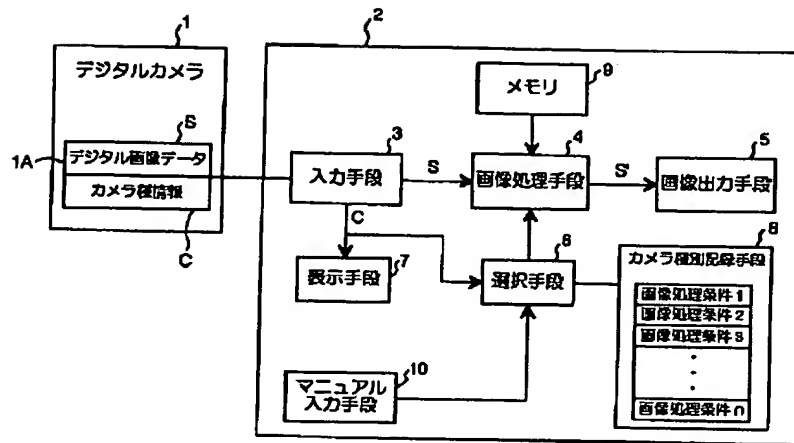 1
デジタルカメラ
S
1A
デジタル画像データ
カメラ種情報
C
2
メモリ
9
3
入力手段
S
4
画像処理手段
S'
5
画像出力手段
C
7
表示手段
6
選択手段
8
カメラ種別記録手段
画像処理条件1
画像処理条件2
画像処理条件3
画像処理条件n
10
マニュアル
入力手段